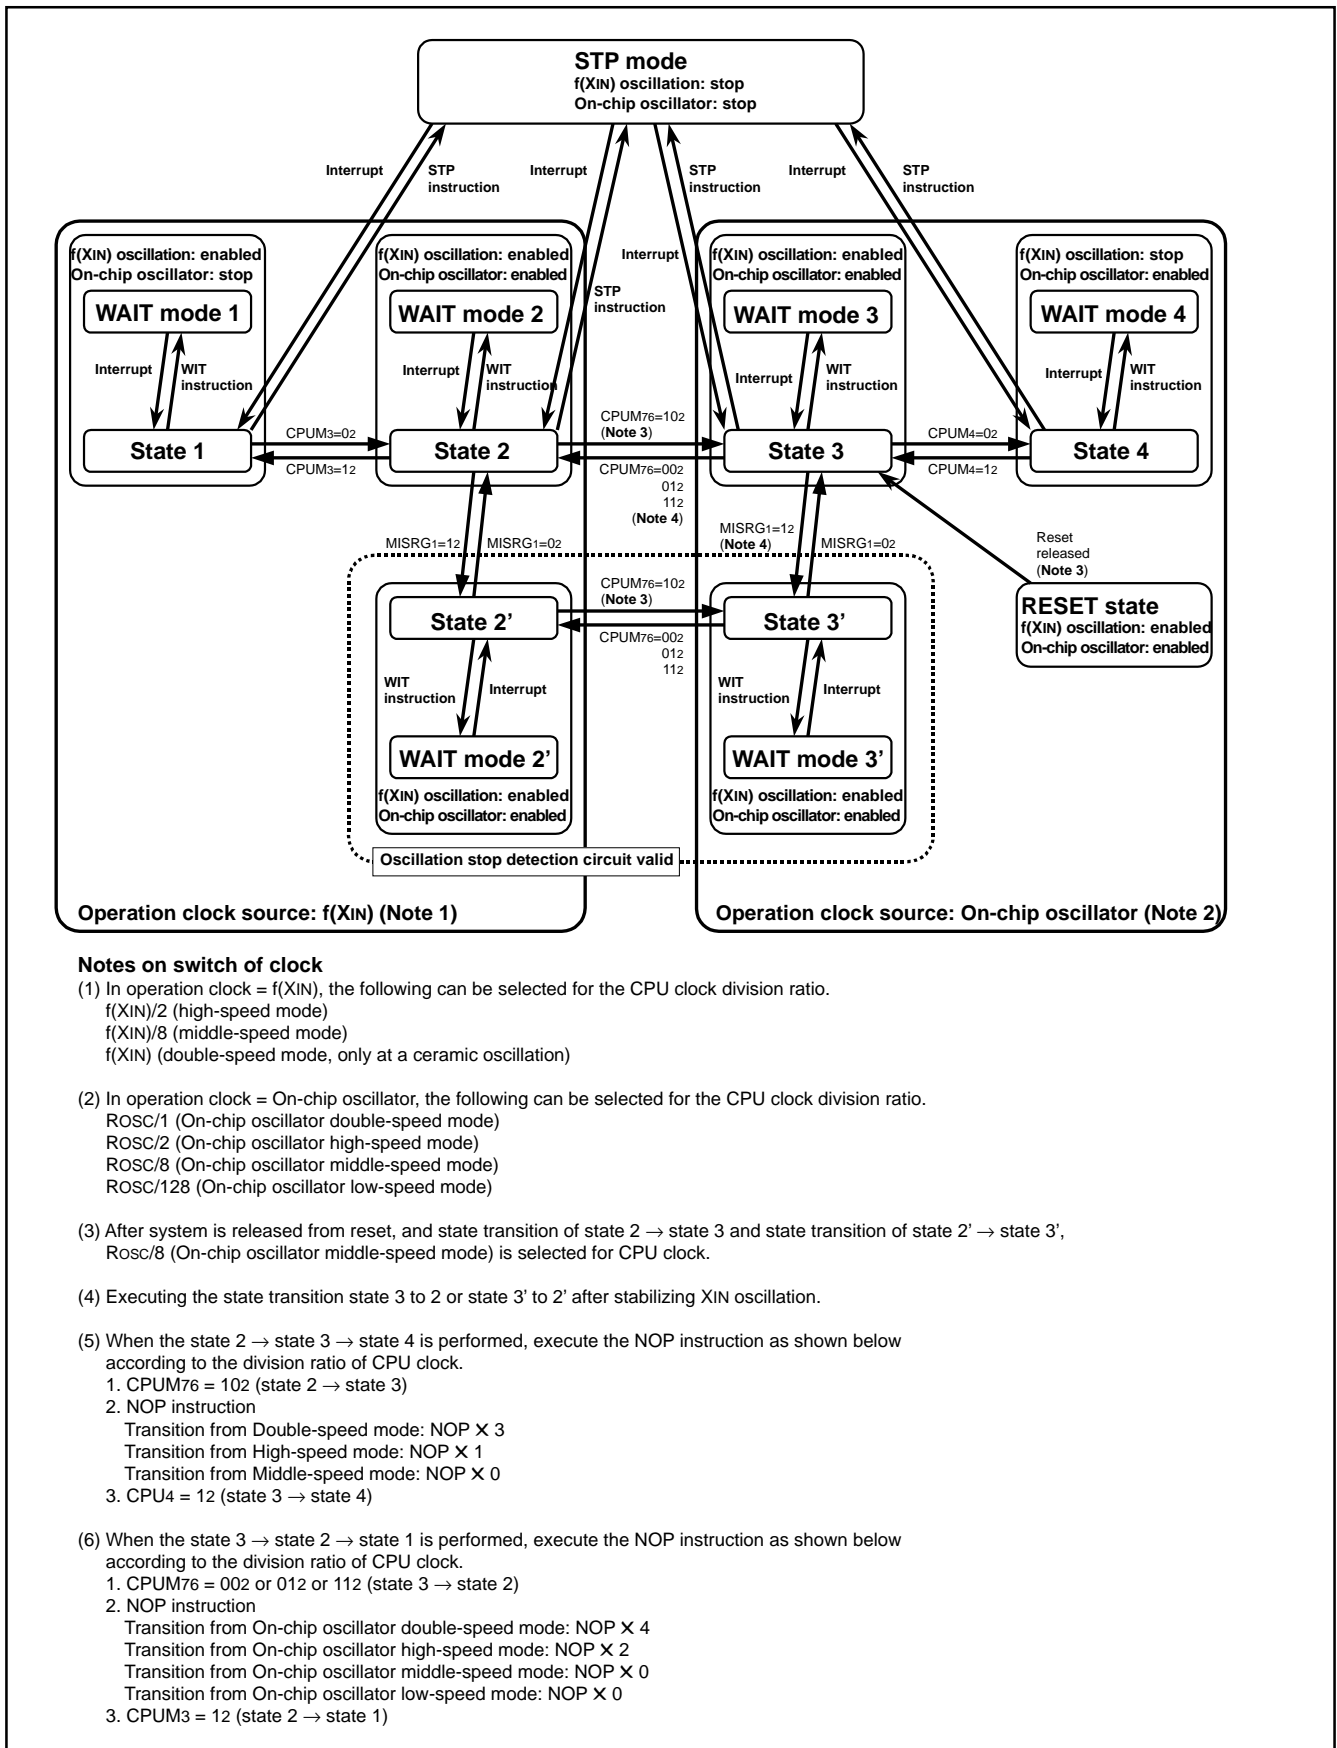 STP mode
f(XIN) oscillation: stop
On-chip oscillator: stop
Interrupt
STP
instruction
Interrupt
STP
instruction
Interrupt
STP
instruction
Interrupt
STP
instruction
f(XIN) oscillation: enabled
On-chip oscillator: stop
WAIT mode 1
Interrupt
WIT
instruction
State 1
f(XIN) oscillation: enabled
On-chip oscillator: enabled
WAIT mode 2
Interrupt
WIT
instruction
State 2
f(XIN) oscillation: enabled
On-chip oscillator: enabled
WAIT mode 3
Interrupt
WIT
instruction
State 3
f(XIN) oscillation: stop
On-chip oscillator: enabled
WAIT mode 4
Interrupt
WIT
instruction
State 4
CPUM3=02
CPUM3=12
CPUM76=102
(Note 3)
CPUM76=002
012
112
(Note 4)
CPUM4=02
CPUM4=12
MISRG1=12
MISRG1=02
MISRG1=12
(Note 4)
MISRG1=02
Reset
released
(Note 3)
RESET state
f(XIN) oscillation: enabled
On-chip oscillator: enabled
State 2'
CPUM76=102
(Note 3)
CPUM76=002
012
112
State 3'
WIT
instruction
Interrupt
WIT
instruction
Interrupt
WAIT mode 2'
f(XIN) oscillation: enabled
On-chip oscillator: enabled
WAIT mode 3'
f(XIN) oscillation: enabled
On-chip oscillator: enabled
Oscillation stop detection circuit valid
Operation clock source: f(XIN) (Note 1)
Operation clock source: On-chip oscillator (Note 2)
Notes on switch of clock
(1) In operation clock = f(XIN), the following can be selected for the CPU clock division ratio.
f(XIN)/2 (high-speed mode)
f(XIN)/8 (middle-speed mode)
f(XIN) (double-speed mode, only at a ceramic oscillation)
(2) In operation clock = On-chip oscillator, the following can be selected for the CPU clock division ratio.
ROSC/1 (On-chip oscillator double-speed mode)
ROSC/2 (On-chip oscillator high-speed mode)
ROSC/8 (On-chip oscillator middle-speed mode)
ROSC/128 (On-chip oscillator low-speed mode)
(3) After system is released from reset, and state transition of state 2 → state 3 and state transition of state 2' → state 3',
ROSC/8 (On-chip oscillator middle-speed mode) is selected for CPU clock.
(4) Executing the state transition state 3 to 2 or state 3' to 2' after stabilizing XIN oscillation.
(5) When the state 2 → state 3 → state 4 is performed, execute the NOP instruction as shown below
according to the division ratio of CPU clock.
1. CPUM76 = 102 (state 2 → state 3)
2. NOP instruction
Transition from Double-speed mode: NOP ✕ 3
Transition from High-speed mode: NOP ✕ 1
Transition from Middle-speed mode: NOP ✕ 0
3. CPU4 = 12 (state 3 → state 4)
(6) When the state 3 → state 2 → state 1 is performed, execute the NOP instruction as shown below
according to the division ratio of CPU clock.
1. CPUM76 = 002 or 012 or 112 (state 3 → state 2)
2. NOP instruction
Transition from On-chip oscillator double-speed mode: NOP ✕ 4
Transition from On-chip oscillator high-speed mode: NOP ✕ 2
Transition from On-chip oscillator middle-speed mode: NOP ✕ 0
Transition from On-chip oscillator low-speed mode: NOP ✕ 0
3. CPUM3 = 12 (state 2 → state 1)